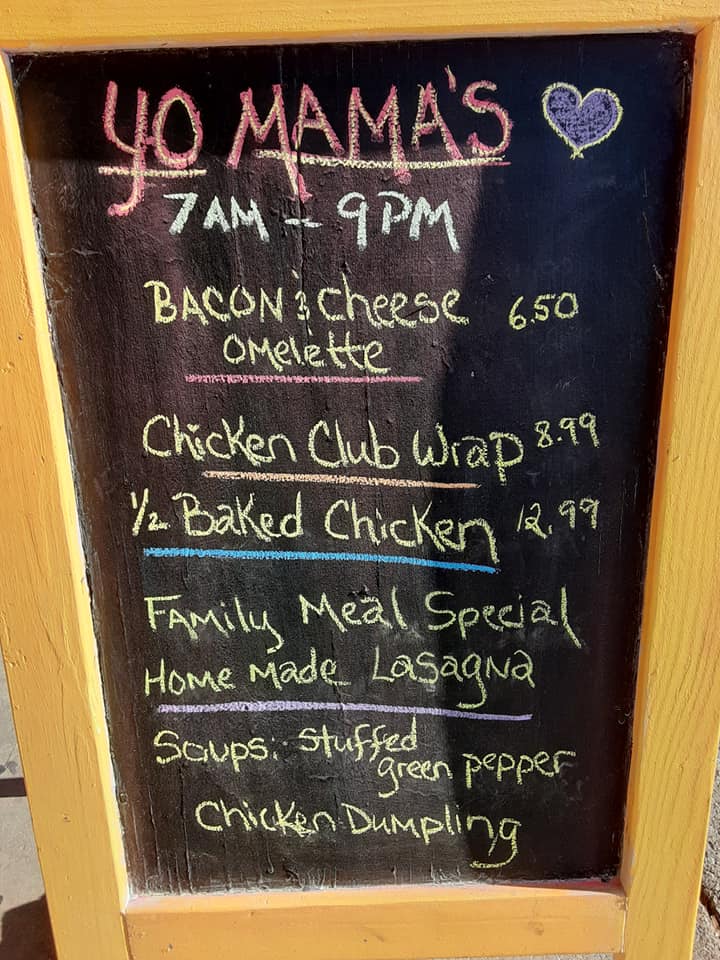 YO MAMA'S
7AM - 9PM
BACON & Cheese 6.50
Omelette
Chicken Club Wrap 8.99
1/2 Baked Chicken 12.99
Family Meal Special
Home Made Lasagna
Soups: Stuffed
green pepper
Chicken Dumpling